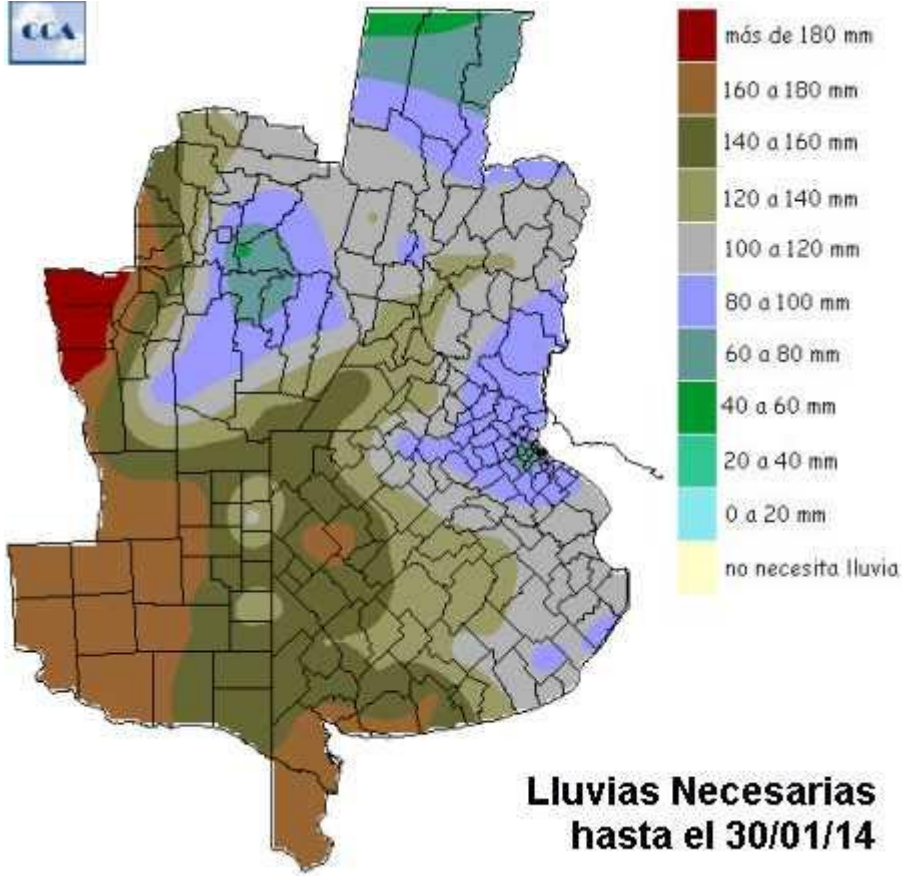 CCA
más de 180 mm
160 a 180 mm
140 a 160 mm
120 a 140 mm
100 a 120 mm
80 a 100 mm
60 a 80 mm
40 a 60 mm
20 a 40 mm
0 a 20 mm
no necesita lluvia
Lluvias Necesarias
hasta el 30/01/14